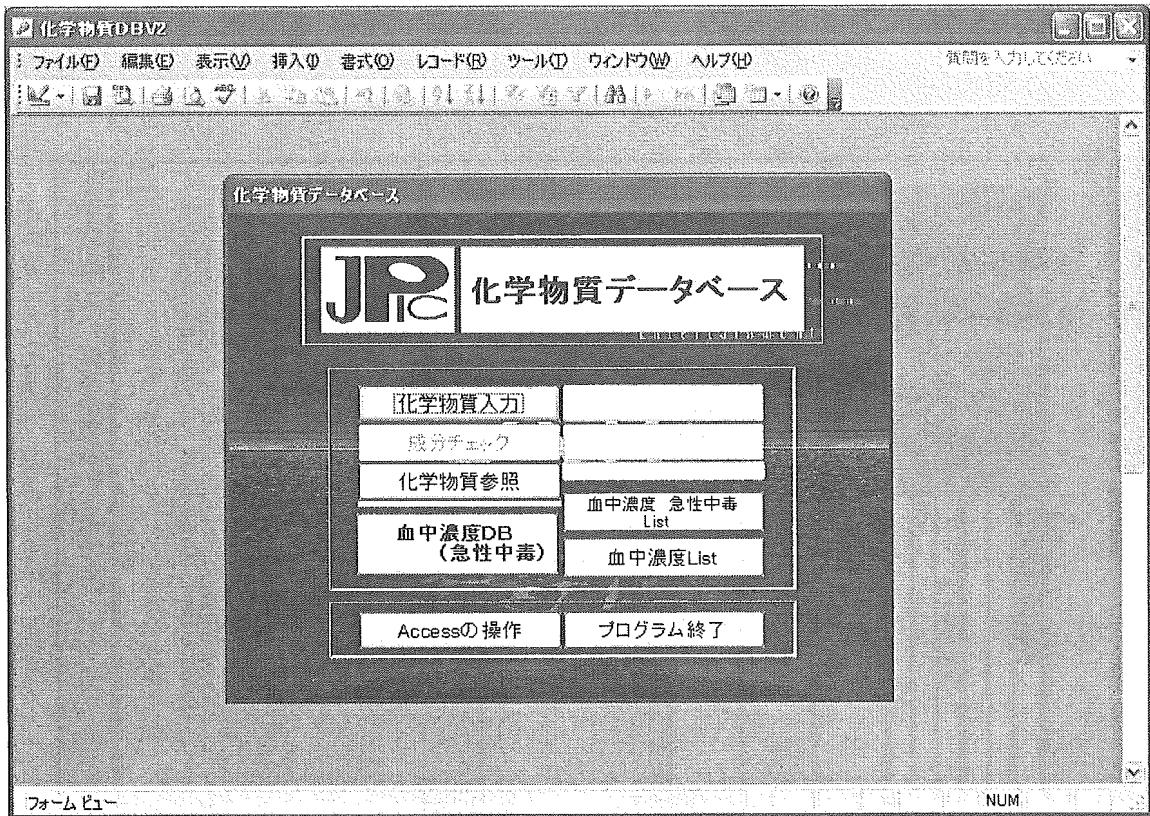 化学物質DBV2
ファイル(F) 編集(E) 表示(V) 挿入(I) 書式(O) レコード(R) ツール(T) ウィンドウ(W) ヘルプ(H) 質問を入力してください
化学物質データベース
JPIC 化学物質データベース
化学物質入力
成分チェック
化学物質参照
血中濃度 急性中毒
List
血中濃度DB
(急性中毒)
血中濃度List
Accessの操作 プログラム終了
フォーム ビュー NUM